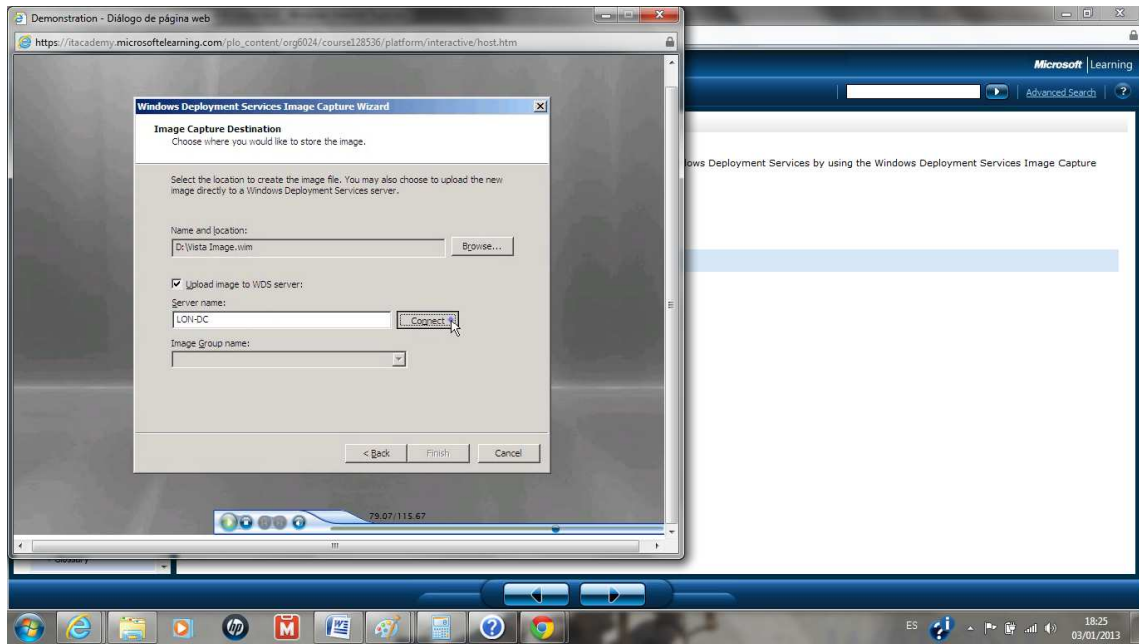 Demonstration - Diálogo de página web
https://itacademy.microsoftelearning.com/plo_content/org6024/course128536/platform/interactive/host.htm
Microsoft | Learning
Advanced Search
?
Windows Deployment Services Image Capture Wizard
Image Capture Destination
Choose where you would like to store the image.
Select the location to create the image file. You may also choose to upload the new
image directly to a Windows Deployment Services server.
Name and location:
D:\Vista Image.wim
Browse...
Upload image to WDS server:
Server name:
LON-DC
Connect
Image Group name:
< Back
Finish
Cancel
79.07/115.67
Deployment Services by using the Windows Deployment Services Image Capture
Glossary
hp
M
W
?
ES
18:25
03/01/2013